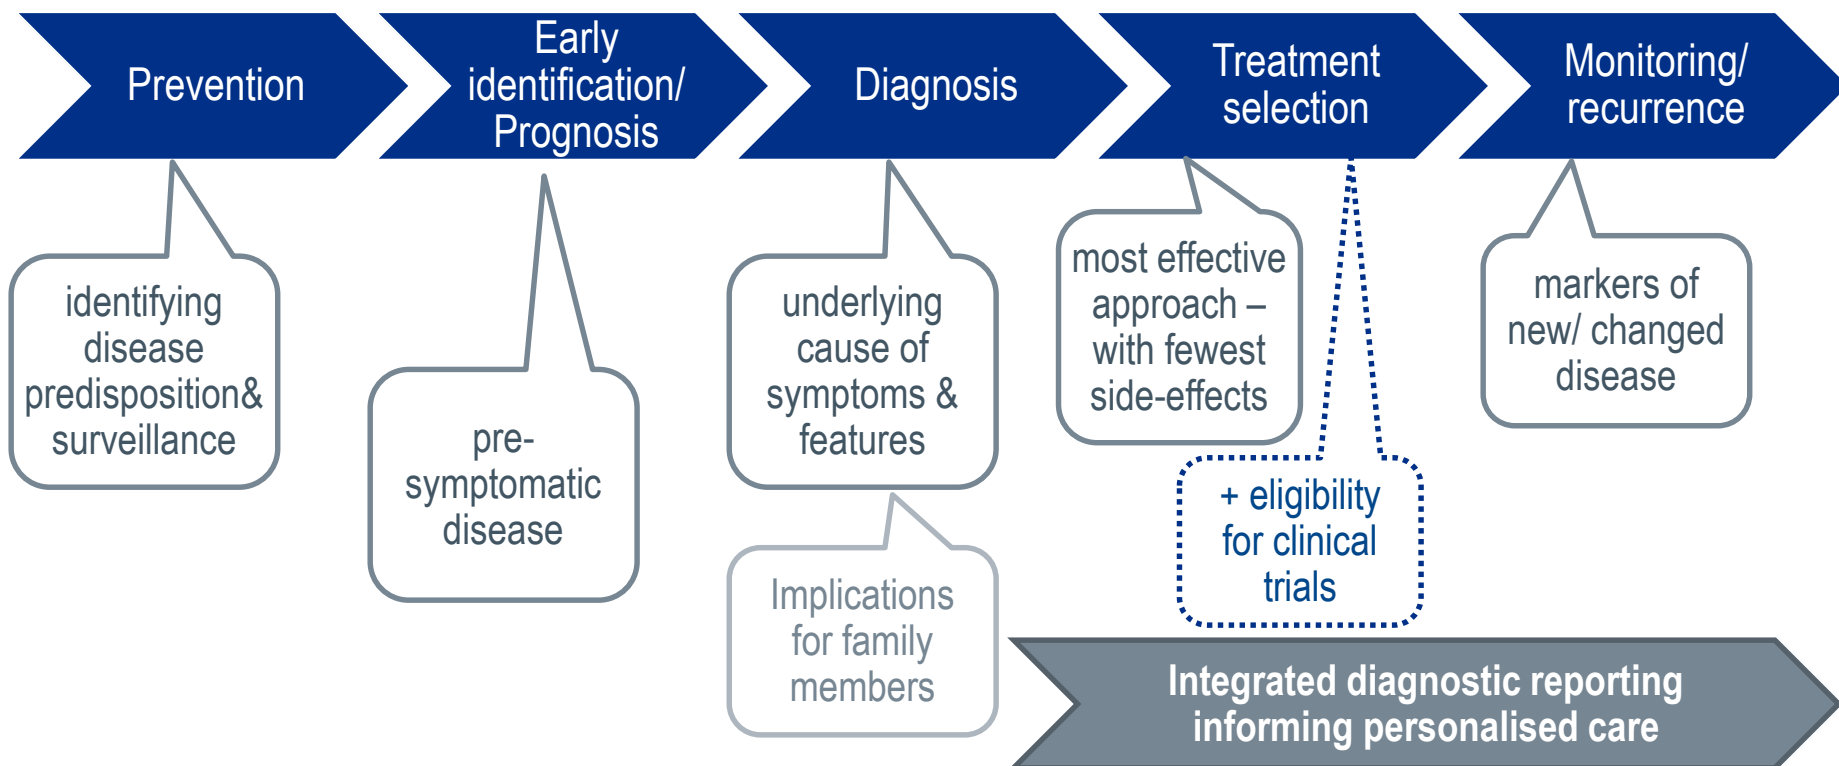 Prevention
Early
identification/
Prognosis
Diagnosis
Treatment
selection
Monitoring/
recurrence
identifying
disease
predisposition&
surveillance
pre-
symptomatic
disease
underlying
cause of
symptoms &
features
Implications
for family
members
most effective
approach –
with fewest
side-effects
+ eligibility
for clinical
trials
markers of
new/ changed
disease
Integrated diagnostic reporting
informing personalised care